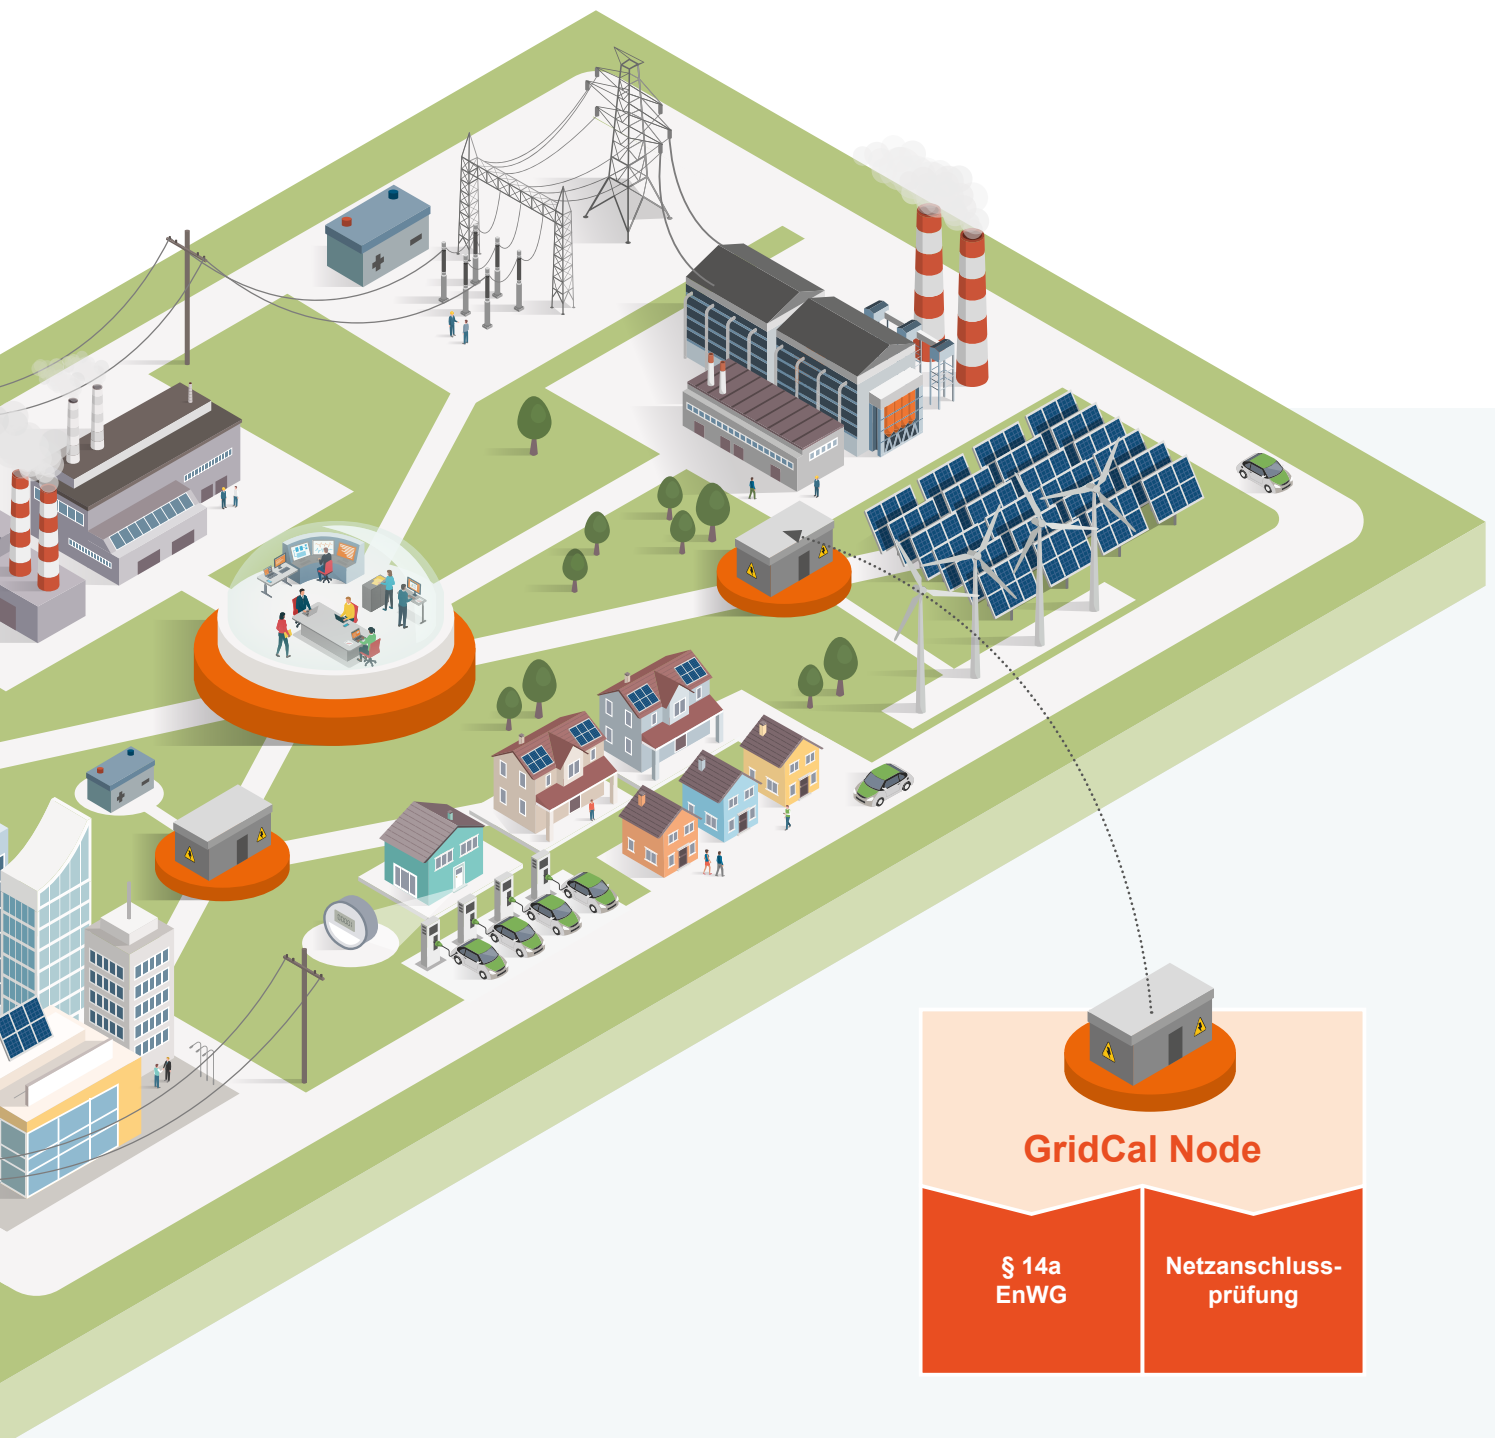 GridCal Node
§ 14a
EnWG
Netzanschluss-
prüfung